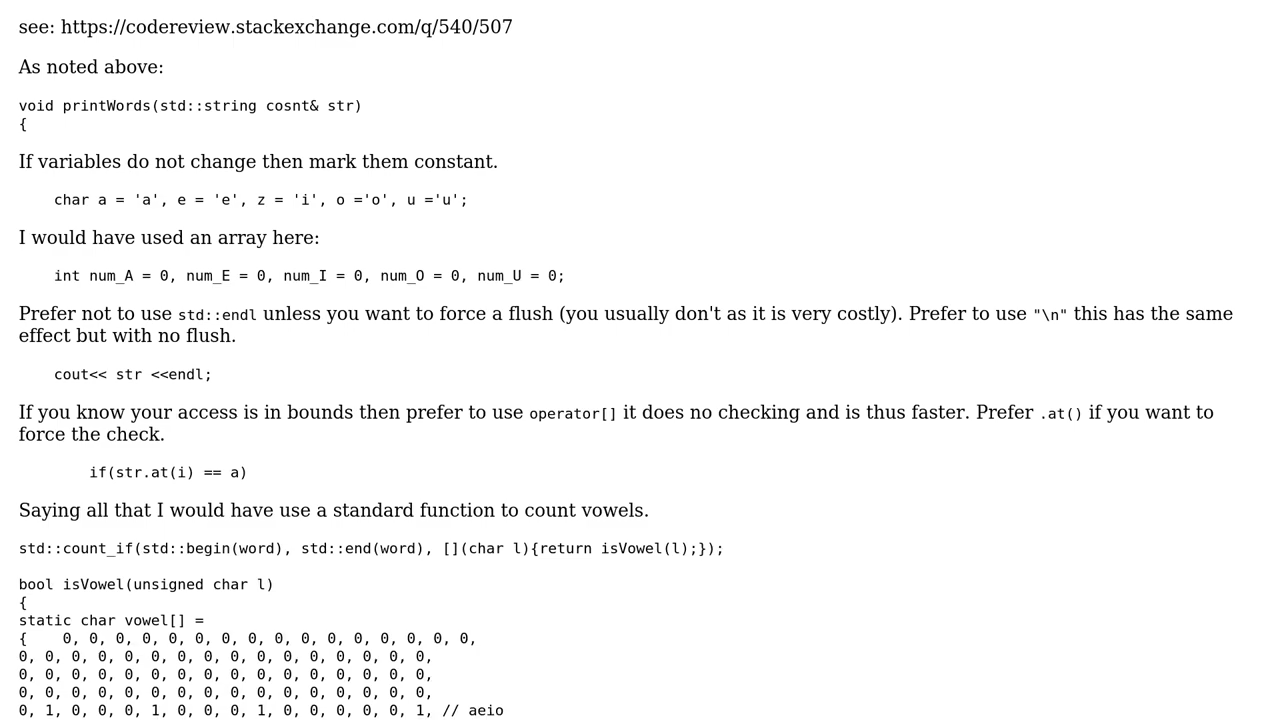 see: https://codereview.stackexchange.com/q/540/507
As noted above:
void printWords(std::string cosnt& str)
{
If variables do not change then mark them constant.
    char a = 'a', e = 'e', z = 'i', o ='o', u ='u';
I would have used an array here:
    int num_A = 0, num_E = 0, num_I = 0, num_O = 0, num_U = 0;
Prefer not to use std::endl unless you want to force a flush (you usually don't as it is very costly). Prefer to use "\n" this has the same
effect but with no flush.
    cout<< str <<endl;
If you know your access is in bounds then prefer to use operator[] it does no checking and is thus faster. Prefer .at() if you want to
force the check.
        if(str.at(i) == a)
Saying all that I would have use a standard function to count vowels.
std::count_if(std::begin(word), std::end(word), [](char l){return isVowel(l);});
bool isVowel(unsigned char l)
{
static char vowel[] =
{    0, 0, 0, 0, 0, 0, 0, 0, 0, 0, 0, 0, 0, 0, 0, 0,
0, 0, 0, 0, 0, 0, 0, 0, 0, 0, 0, 0, 0, 0, 0, 0,
0, 0, 0, 0, 0, 0, 0, 0, 0, 0, 0, 0, 0, 0, 0, 0,
0, 0, 0, 0, 0, 0, 0, 0, 0, 0, 0, 0, 0, 0, 0, 0,
0, 1, 0, 0, 0, 1, 0, 0, 0, 1, 0, 0, 0, 0, 0, 1, // aeio